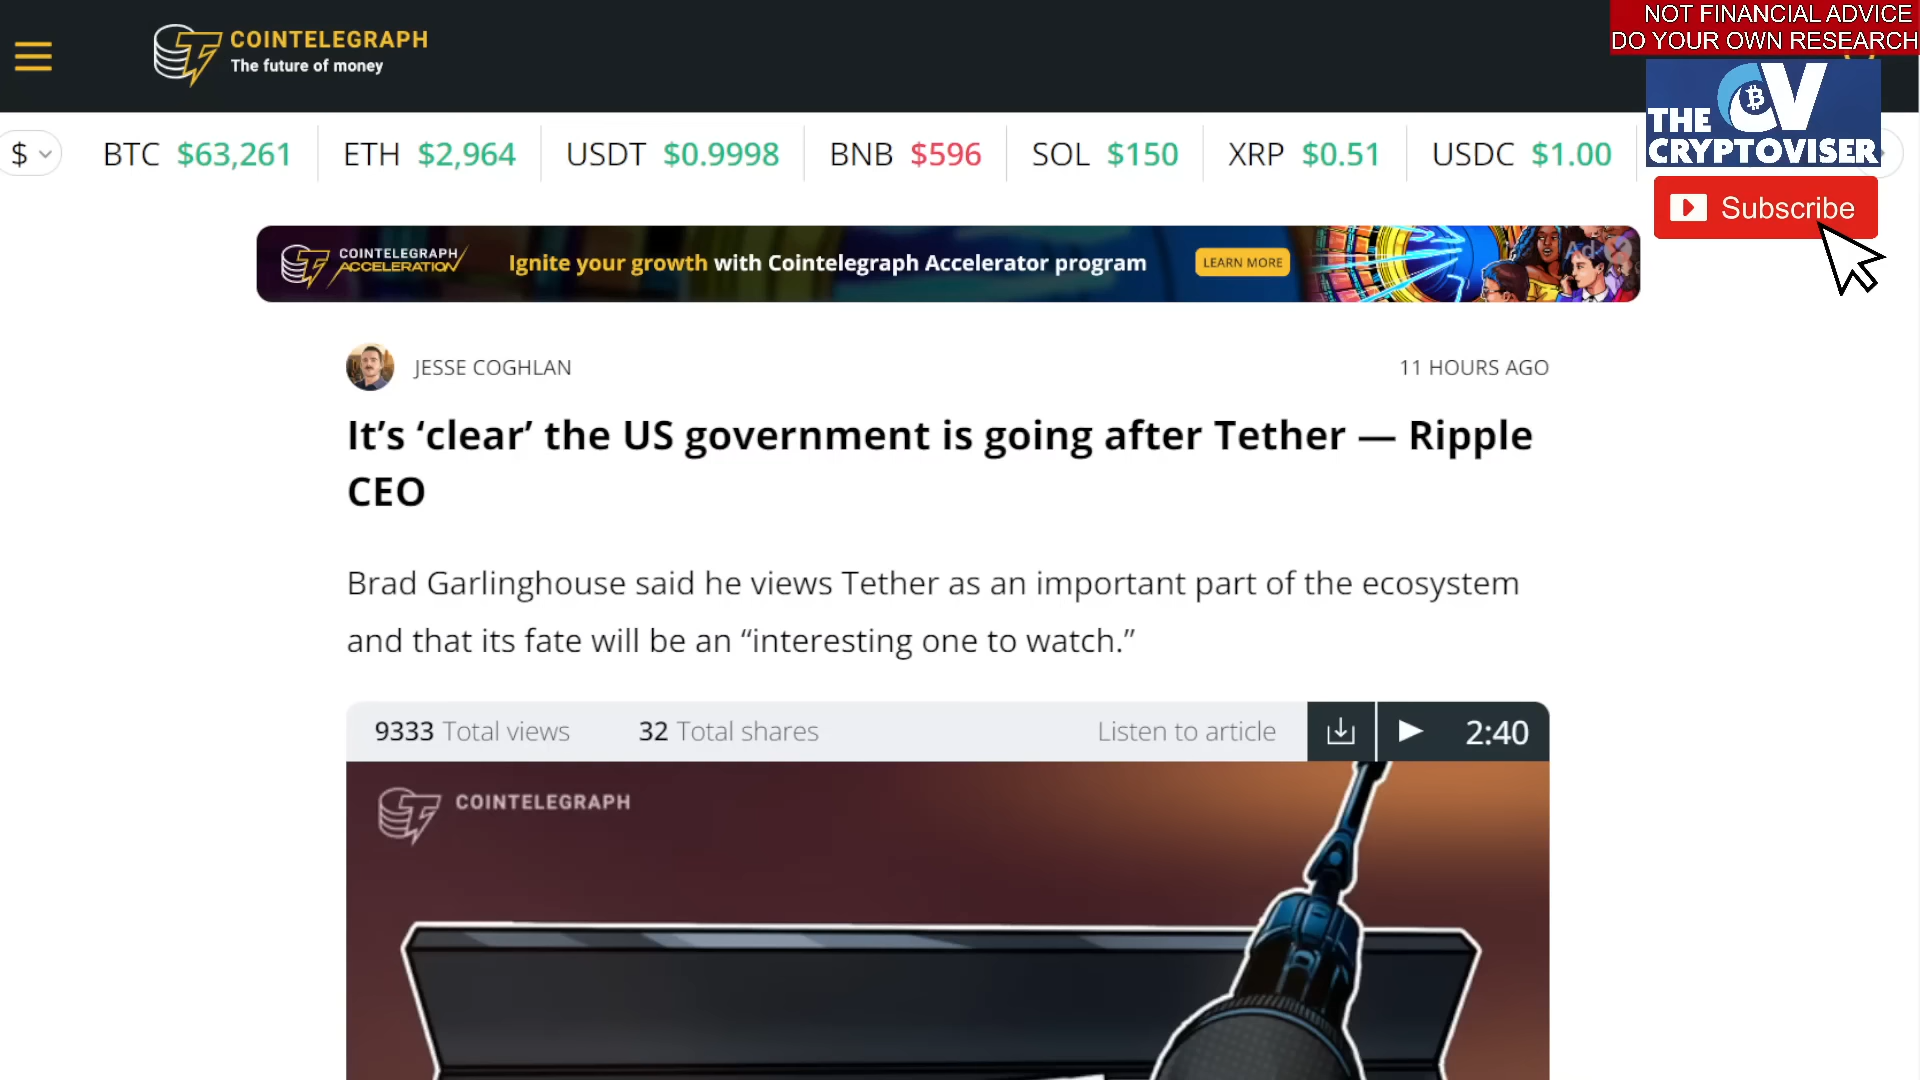 NOT FINANCIAL ADVICE
DO YOUR OWN RESEARCH
COINTELEGRAPH
The future of money
THE CV
CRYPTOVISER
$ BTC $63,261 ETH $2,964 USDT $0.9998 BNB $596 SOL $150 XRP $0.51 USDC $1.00
Subscribe
COINTELEGRAPH
ACCELERATION
Ignite your growth with Cointelegraph Accelerator program
LEARN MORE
Ad
JESSE COGHLAN
11 HOURS AGO
It’s ‘clear’ the US government is going after Tether — Ripple
CEO
Brad Garlinghouse said he views Tether as an important part of the ecosystem
and that its fate will be an “interesting one to watch.”
9333 Total views 32 Total shares Listen to article 2:40
COINTELEGRAPH